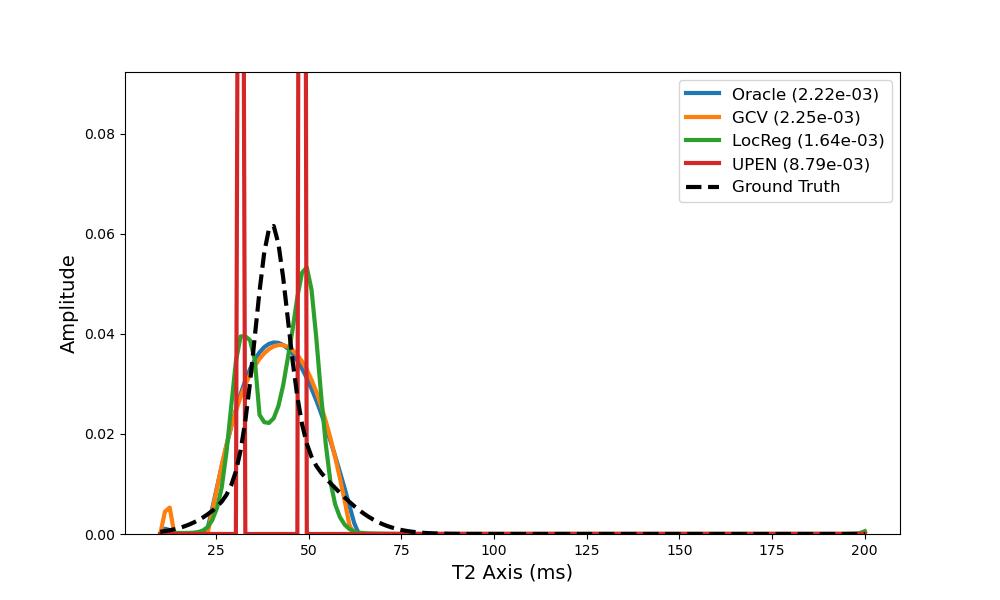 0.08
0.06
0.04
0.02
0.00
Amplitude
25
50
75
100
125
150
175
200
T2 Axis (ms)
Oracle (2.22e-03)
GCV (2.25e-03)
LocReg (1.64e-03)
UPEN (8.79e-03)
Ground Truth